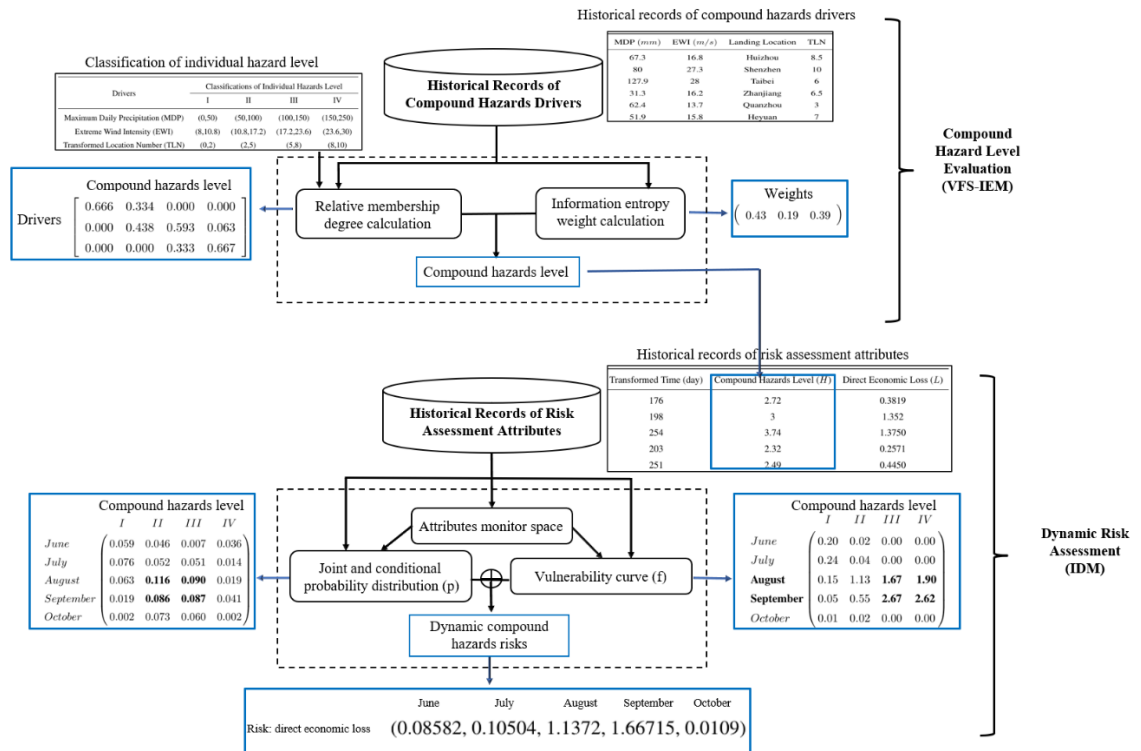 Historical records of compound hazards drivers
MDP (mm) EWI (m/s) Landing Location TLN
67.3 16.8 Huizhou 8.5
80 27.3 Shenzhen 10
127.9 28 Taibei 6
31.3 16.2 Zhanjiang 6.5
62.4 13.7 Quanzhou 3
51.9 15.8 Heyuan 7
Classification of individual hazard level
Drivers Classifications of Individual Hazards Level
I II III IV
Maximum Daily Precipitation (MDP) (0,50) (50,100) (100,150) (150,250)
Extreme Wind Intensity (EWI) (8,10.8) (10.8,17.2) (17.2,23.6) (23.6,30)
Transformed Location Number (TLN) (0,2) (2,5) (5,8) (8,10)
Historical Records of
Compound Hazards Drivers
Compound
Hazard Level
Evaluation
(VFS-IEM)
Compound hazards level
Drivers
0.666 0.334 0.000 0.000
0.000 0.438 0.593 0.063
0.000 0.000 0.333 0.667
Relative membership
degree calculation
Information entropy
weight calculation
Weights
( 0.43 0.19 0.39 )
Compound hazards level
Historical records of risk assessment attributes
Transformed Time (day) Compound Hazards Level (H) Direct Economic Loss (L)
176 2.72 0.3819
198 3 1.352
254 3.74 1.3750
203 2.32 0.2571
251 2.49 0.4450
Historical Records of Risk
Assessment Attributes
Compound hazards level
I II III IV
June 0.059 0.046 0.007 0.036
July 0.076 0.052 0.051 0.014
August 0.063 0.116 0.090 0.019
September 0.019 0.086 0.087 0.041
October 0.002 0.073 0.060 0.002
Attributes monitor space
Joint and conditional
probability distribution (p)
Vulnerability curve (f)
Dynamic compound
hazards risks
Compound hazards level
I II III IV
June 0.20 0.02 0.00 0.00
July 0.24 0.04 0.00 0.00
August 0.15 1.13 1.67 1.90
September 0.05 0.55 2.67 2.62
October 0.01 0.02 0.00 0.00
Dynamic Risk
Assessment
(IDM)
June July August September October
Risk: direct economic loss (0.08582, 0.10504, 1.1372, 1.66715, 0.0109)